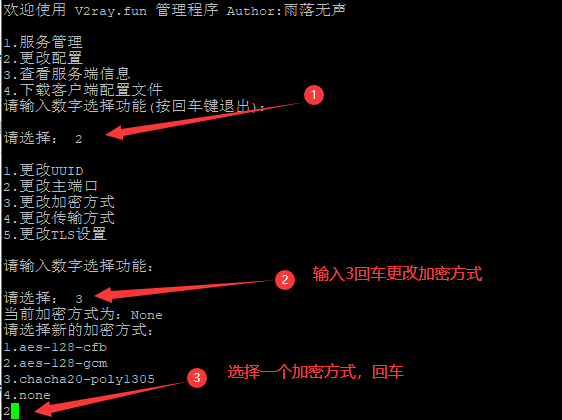 欢迎使用 V2ray.fun 管理程序 Author:雨落无声
1.服务管理
2.更改配置
3.查看服务端信息
4.下载客户端配置文件
请输入数字选择功能(按回车键退出):
1
请选择: 2
1.更改UUID
2.更改主端口
3.更改加密方式
4.更改传输方式
5.更改TLS设置
请输入数字选择功能:
2 输入3回车更改加密方式
请选择: 3
当前加密方式为: None
请选择新的加密方式:
1.aes-128-cfb
2.aes-128-gcm
3.chacha20-poly1305
3 选择一个加密方式，回车
4.none
2